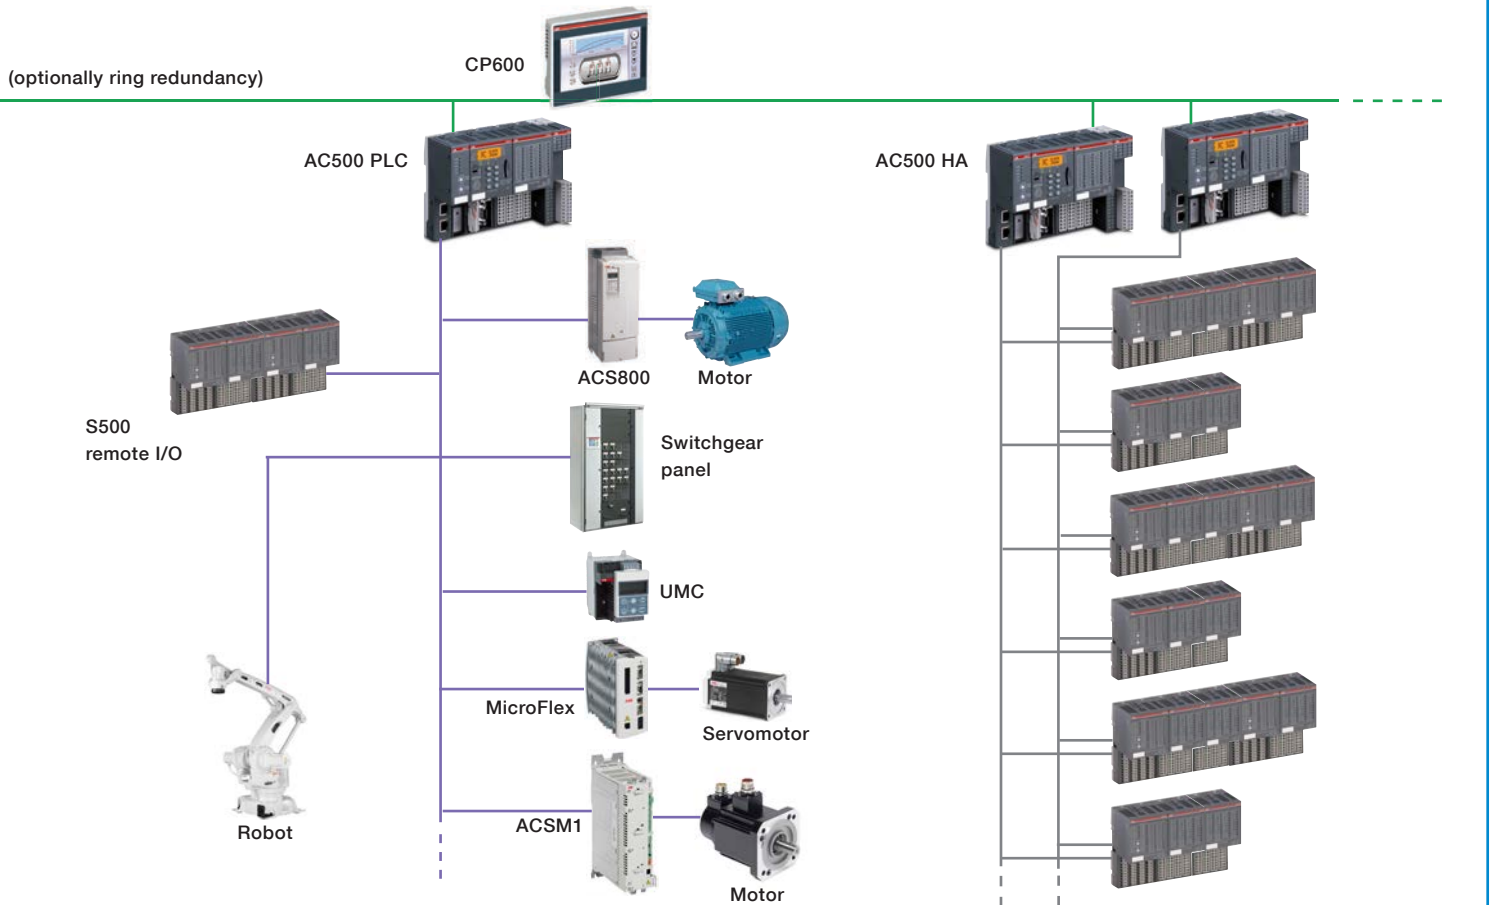 CP600
(optionally ring redundancy)
AC500 PLC
AC500 HA
ACS800
Motor
S500
remote I/O
Switchgear
panel
UMC
MicroFlex
Servomotor
Robot
ACSM1
Motor